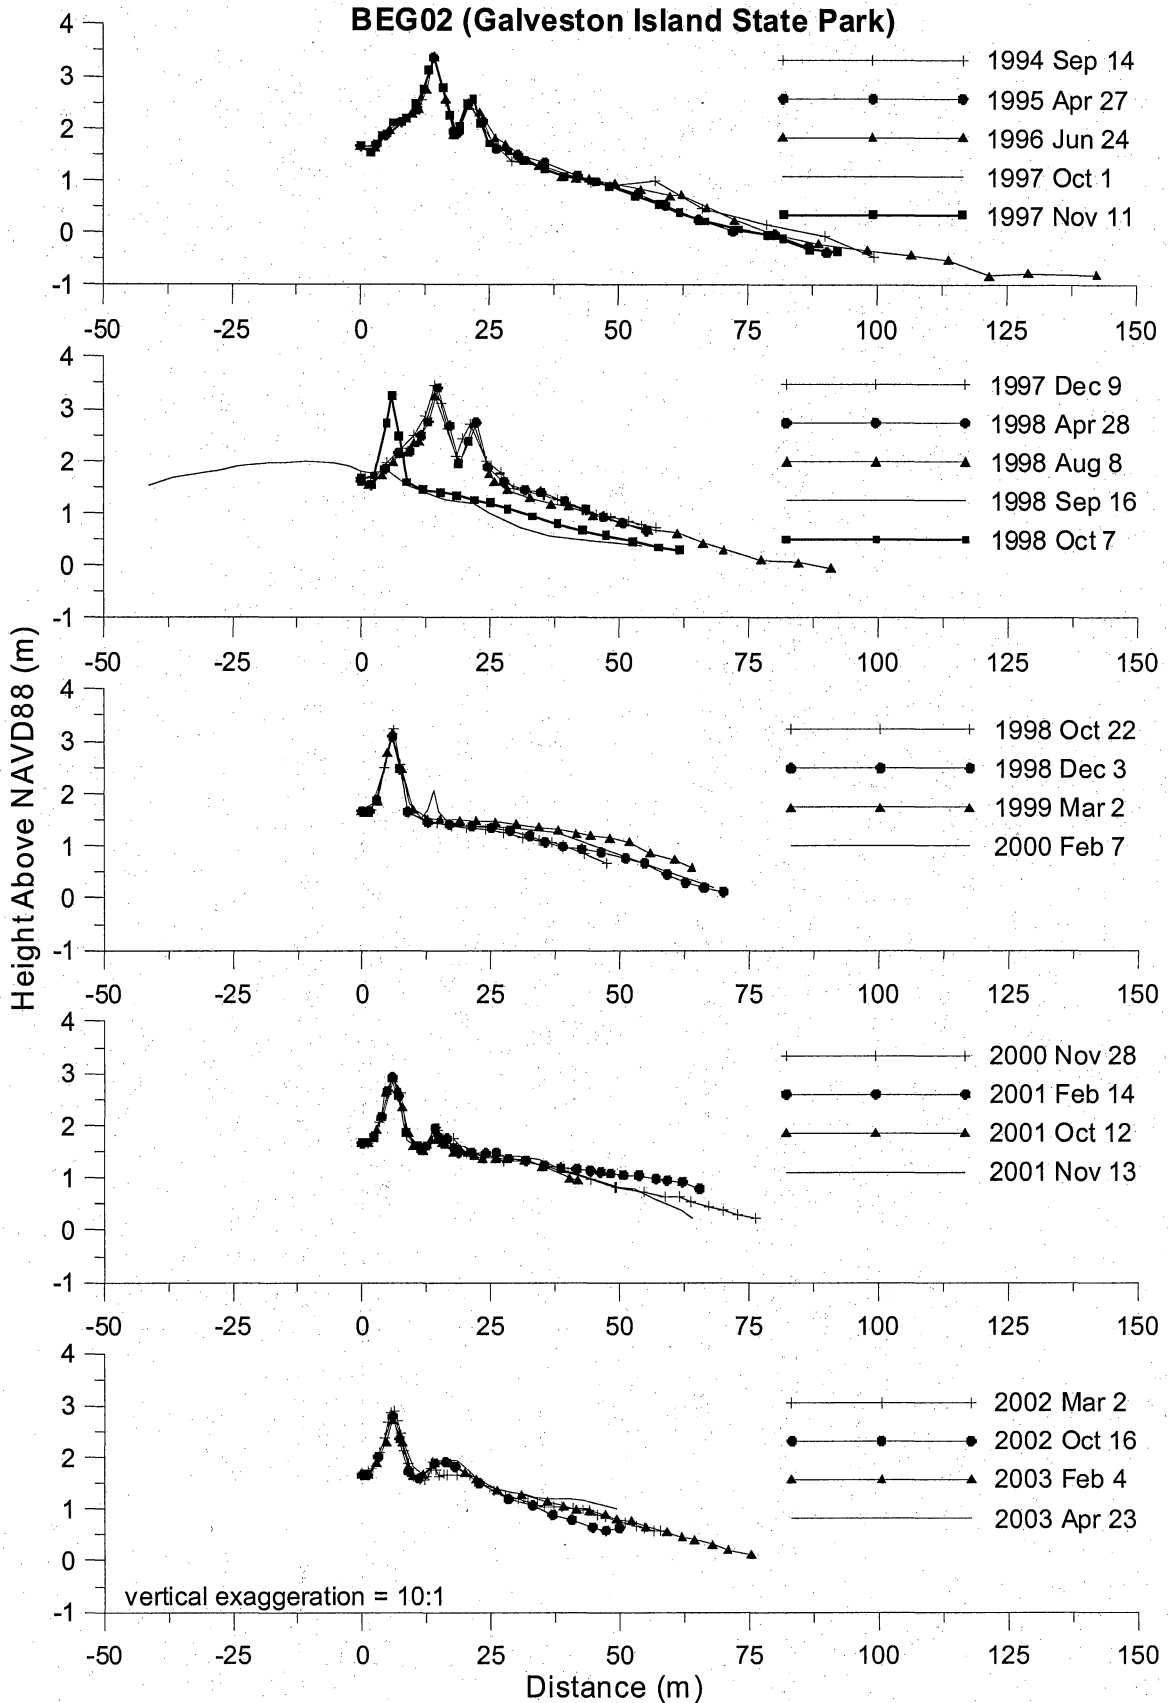 BEG02 (Galveston Island State Park)
4
3
2
1
0
-1
1994 Sep 14
1995 Apr 27
1996 Jun 24
1997 Oct 1
1997 Nov 11
-50 -25 0 25 50 75 100 125 150
4
3
2
1
0
-1
1997 Dec 9
1998 Apr 28
1998 Aug 8
1998 Sep 16
1998 Oct 7
-50 -25 0 25 50 75 100 125 150
Height Above NAVD88 (m)
4
3
2
1
0
-1
1998 Oct 22
1998 Dec 3
1999 Mar 2
2000 Feb 7
-50 -25 0 25 50 75 100 125 150
4
3
2
1
0
-1
2000 Nov 28
2001 Feb 14
2001 Oct 12
2001 Nov 13
-50 -25 0 25 50 75 100 125 150
4
3
2
1
0
-1
2002 Mar 2
2002 Oct 16
2003 Feb 4
2003 Apr 23
vertical exaggeration = 10:1
-50 -25 0 25 50 75 100 125 150
Distance (m)